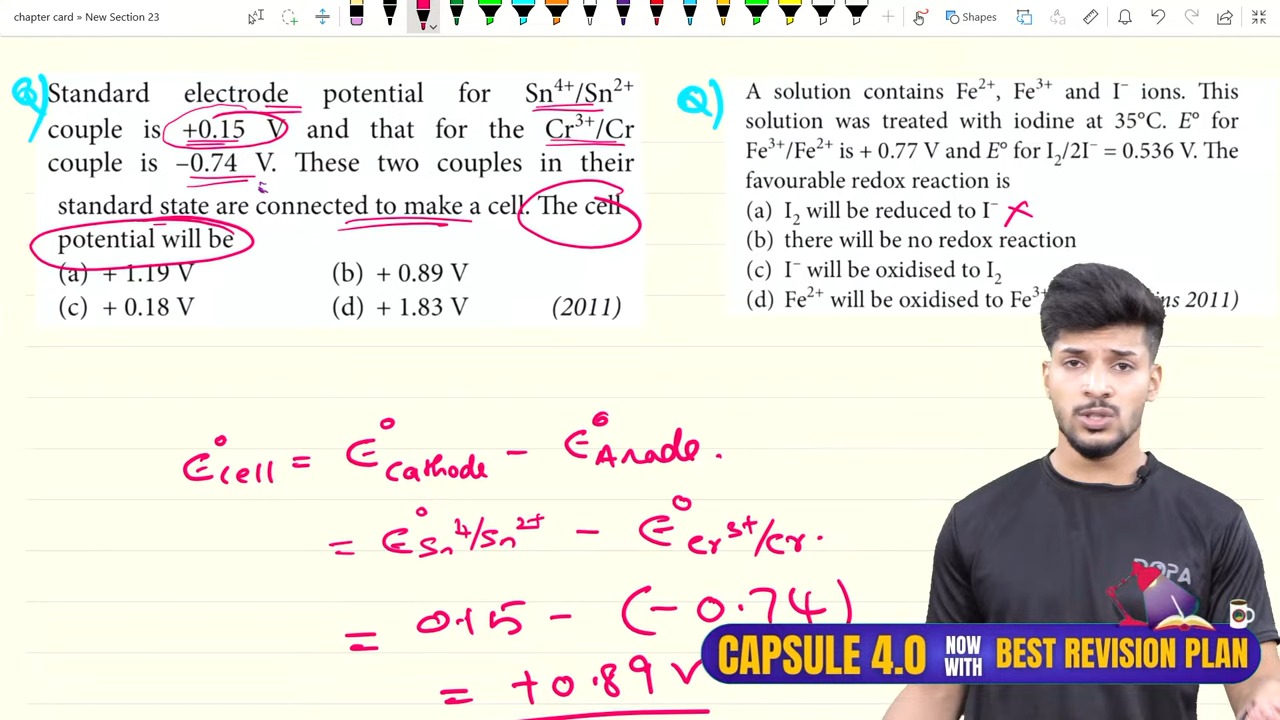 chapter card » New Section 23
Shapes
Q) Standard electrode potential for Sn⁴⁺/Sn²⁺
couple is +0.15 V and that for the Cr³⁺/Cr
couple is −0.74 V. These two couples in their
standard state are connected to make a cell. The cell
potential will be
(a) + 1.19 V (b) + 0.89 V
(c) + 0.18 V (d) + 1.83 V (2011)
Q) A solution contains Fe²⁺, Fe³⁺ and I⁻ ions. This
solution was treated with iodine at 35°C. E° for
Fe³⁺/Fe²⁺ is + 0.77 V and E° for I₂/2I⁻ = 0.536 V. The
favourable redox reaction is
(a) I₂ will be reduced to I⁻ ×
(b) there will be no redox reaction
(c) I⁻ will be oxidised to I₂
(d) Fe²⁺ will be oxidised to Fe³⁺ 2011)
E°cell = E°Cathode − E°Anode.
= E°Sn⁴/Sn²⁺ − E°Cr³⁺/Cr.
= 0.15 − (−0.74)
= +0.89 V
CAPSULE 4.0 NOW WITH BEST REVISION PLAN